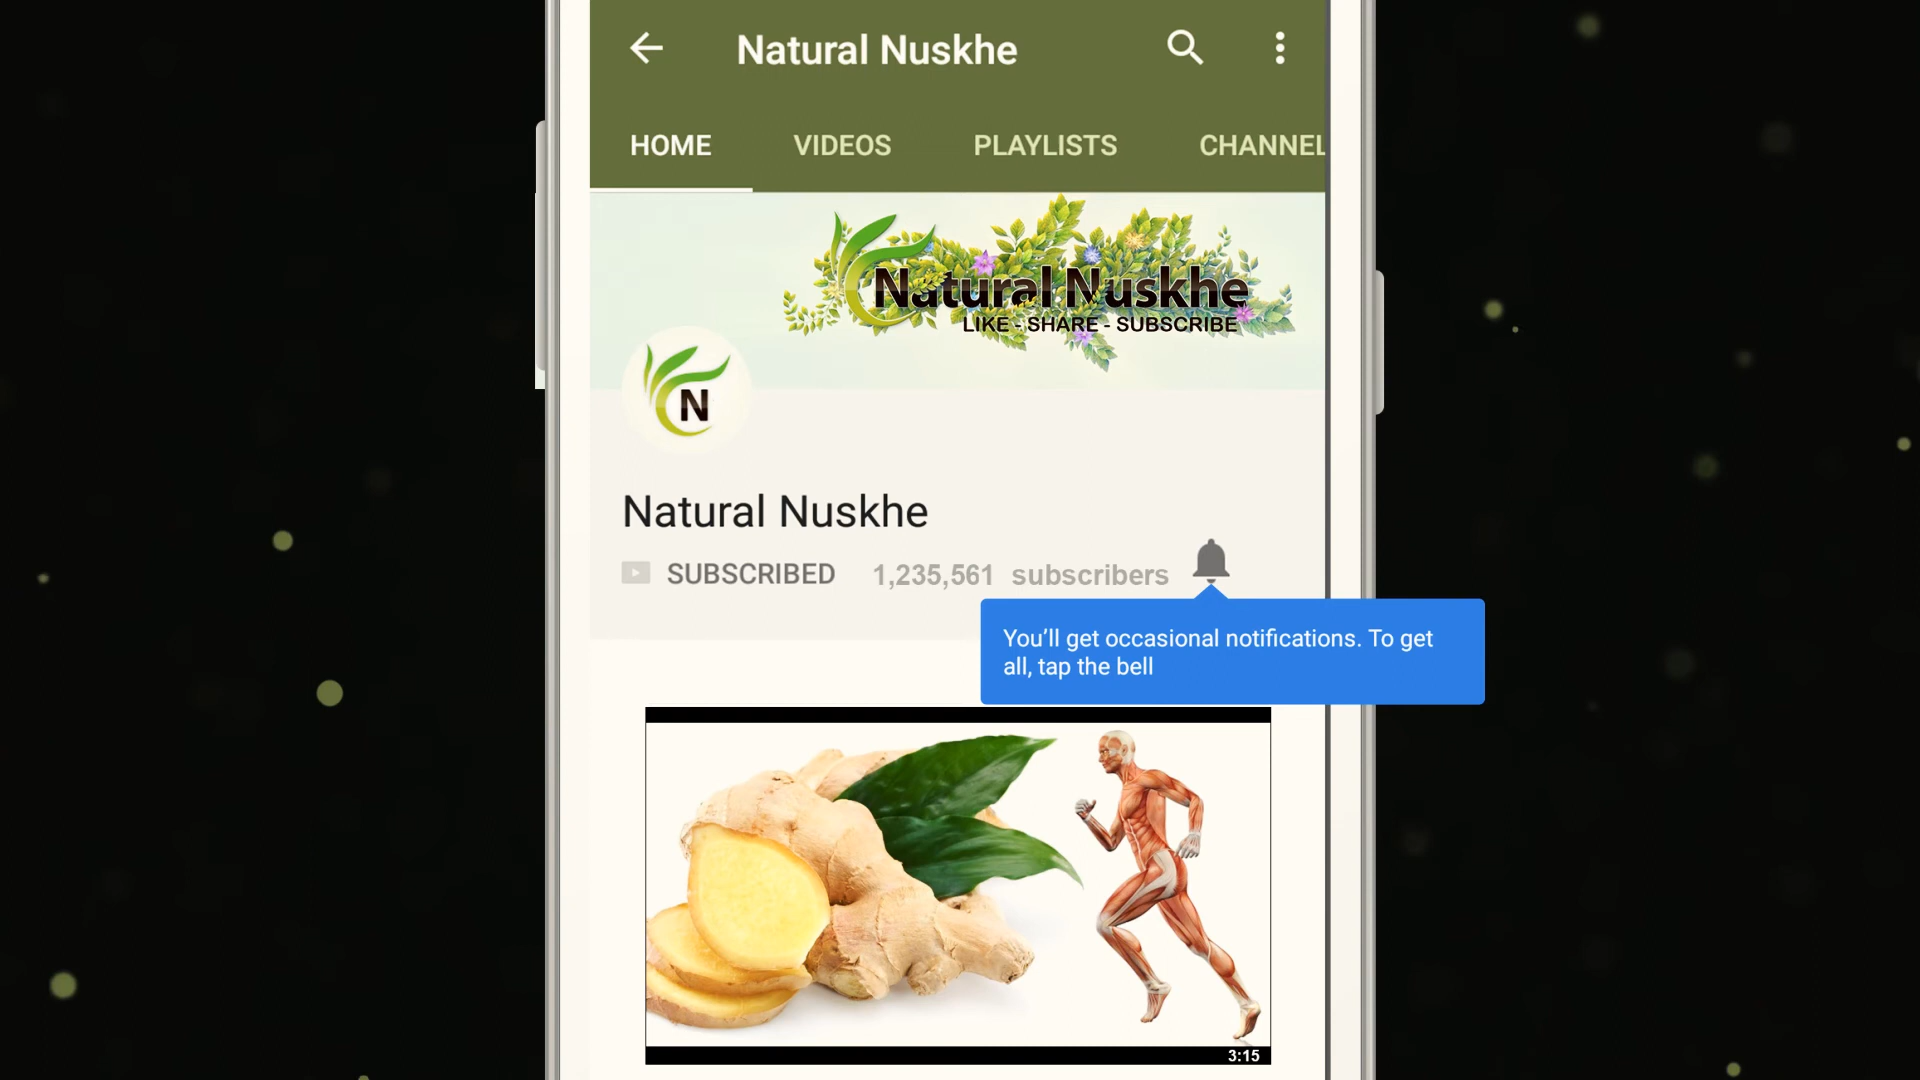 Natural Nuskhe
HOME VIDEOS PLAYLISTS CHANNEL
Natural Nuskhe
LIKE - SHARE - SUBSCRIBE
N
Natural Nuskhe
SUBSCRIBED 1,235,561 subscribers
You’ll get occasional notifications. To get
all, tap the bell
3:15